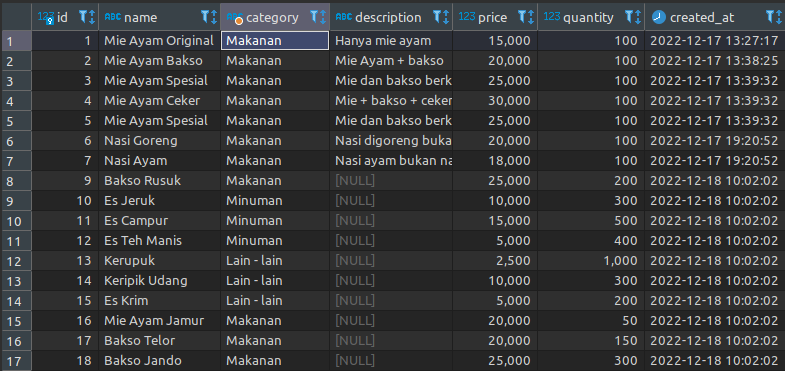 123 id ABC name ABC category ABC description 123 price 123 quantity created_at
1 1 Mie Ayam Original Makanan Hanya mie ayam 15,000 100 2022-12-17 13:27:17
2 2 Mie Ayam Bakso Makanan Mie Ayam + bakso 20,000 100 2022-12-17 13:38:25
3 3 Mie Ayam Spesial Makanan Mie dan bakso berk 25,000 100 2022-12-17 13:39:32
4 4 Mie Ayam Ceker Makanan Mie + bakso + ceker 30,000 100 2022-12-17 13:39:32
5 5 Mie Ayam Spesial Makanan Mie dan bakso berk 25,000 100 2022-12-17 13:39:32
6 6 Nasi Goreng Makanan Nasi digoreng buka 20,000 100 2022-12-17 19:20:52
7 7 Nasi Ayam Makanan Nasi ayam bukan na 18,000 100 2022-12-17 19:20:52
8 9 Bakso Rusuk Makanan [NULL] 25,000 200 2022-12-18 10:02:02
9 10 Es Jeruk Minuman [NULL] 10,000 300 2022-12-18 10:02:02
10 11 Es Campur Minuman [NULL] 15,000 500 2022-12-18 10:02:02
11 12 Es Teh Manis Minuman [NULL] 5,000 400 2022-12-18 10:02:02
12 13 Kerupuk Lain - lain [NULL] 2,500 1,000 2022-12-18 10:02:02
13 14 Keripik Udang Lain - lain [NULL] 10,000 300 2022-12-18 10:02:02
14 15 Es Krim Lain - lain [NULL] 5,000 200 2022-12-18 10:02:02
15 16 Mie Ayam Jamur Makanan [NULL] 20,000 50 2022-12-18 10:02:02
16 17 Bakso Telor Makanan [NULL] 20,000 150 2022-12-18 10:02:02
17 18 Bakso Jando Makanan [NULL] 25,000 300 2022-12-18 10:02:02